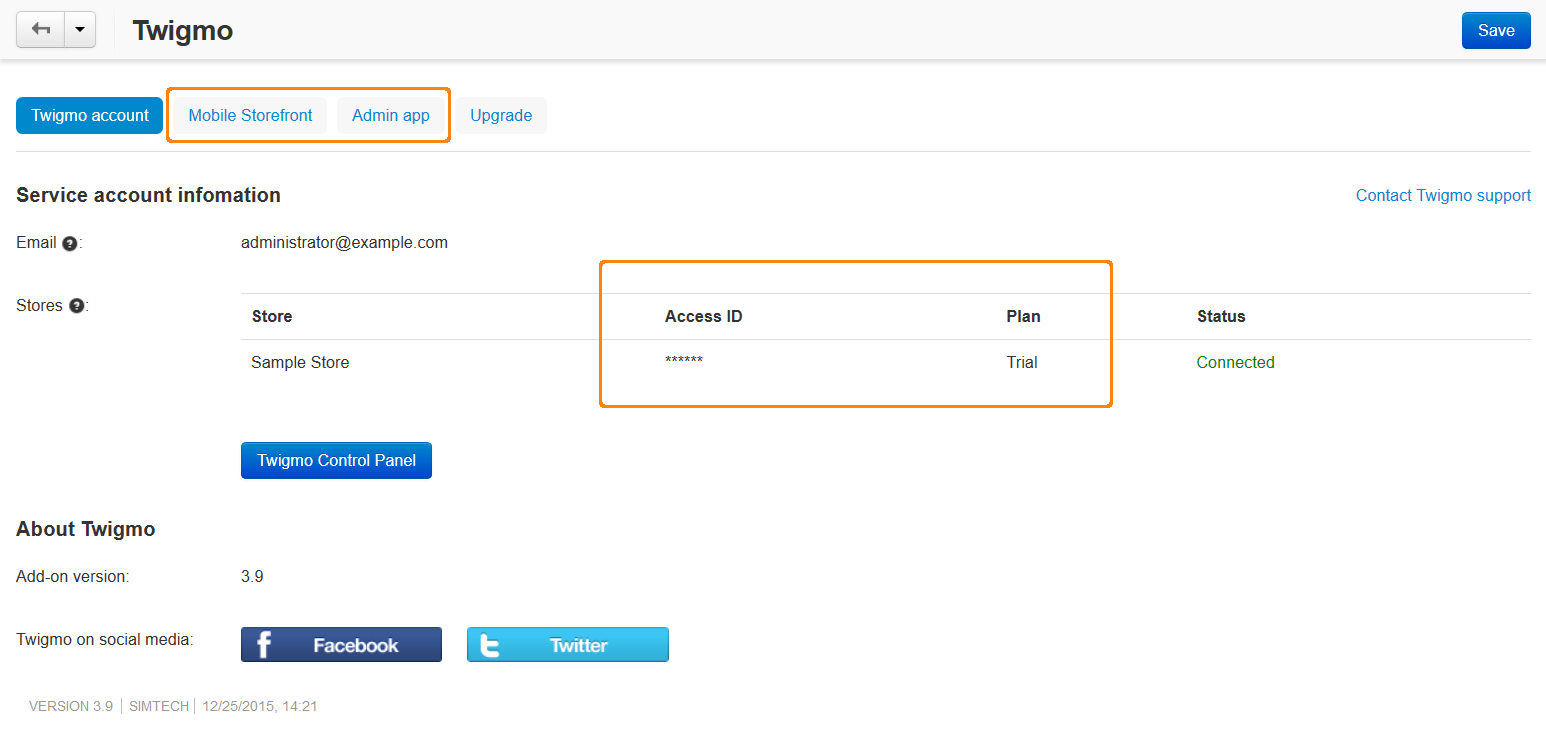 Twigmo
Save
Twigmo account Mobile Storefront Admin app Upgrade
Service account infomation
Contact Twigmo support
Email ?: administrator@example.com
Stores ?:
Store Access ID Plan Status
Sample Store ****** Trial Connected
Twigmo Control Panel
About Twigmo
Add-on version: 3.9
Twigmo on social media: f Facebook t Twitter
VERSION 3.9 | SIMTECH | 12/25/2015, 14:21